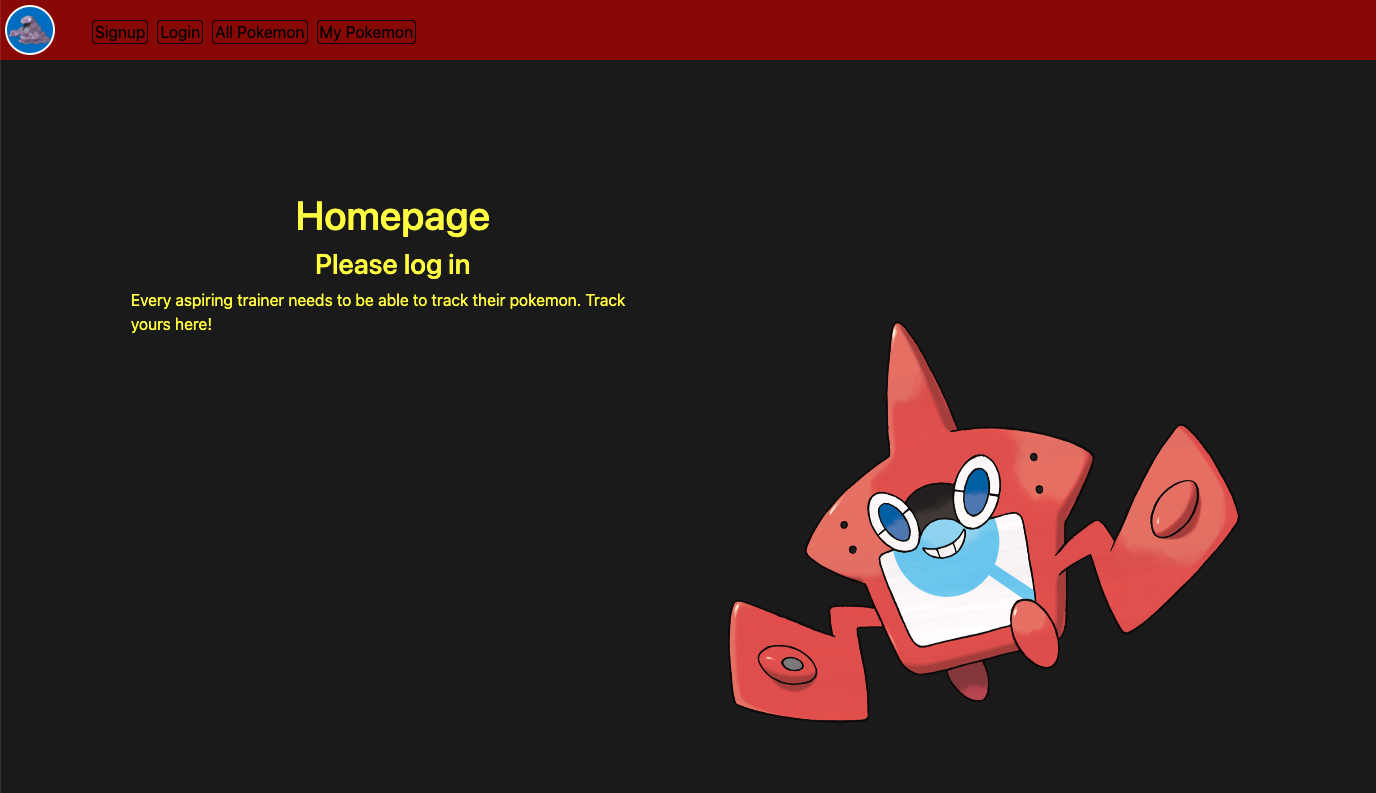 Signup Login All Pokemon My Pokemon
Homepage
Please log in
Every aspiring trainer needs to be able to track their pokemon. Track
yours here!